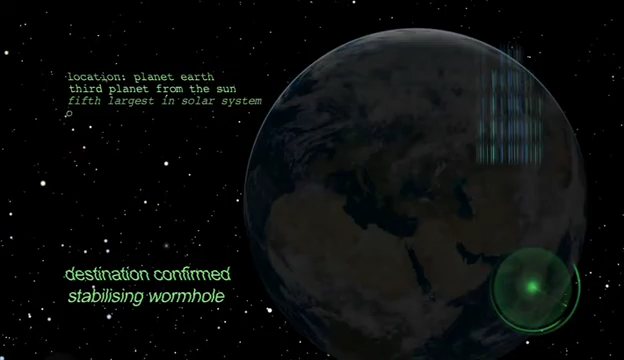 location: planet earth
third planet from the sun
fifth largest in solar system
destination confirmed
stabilising wormhole